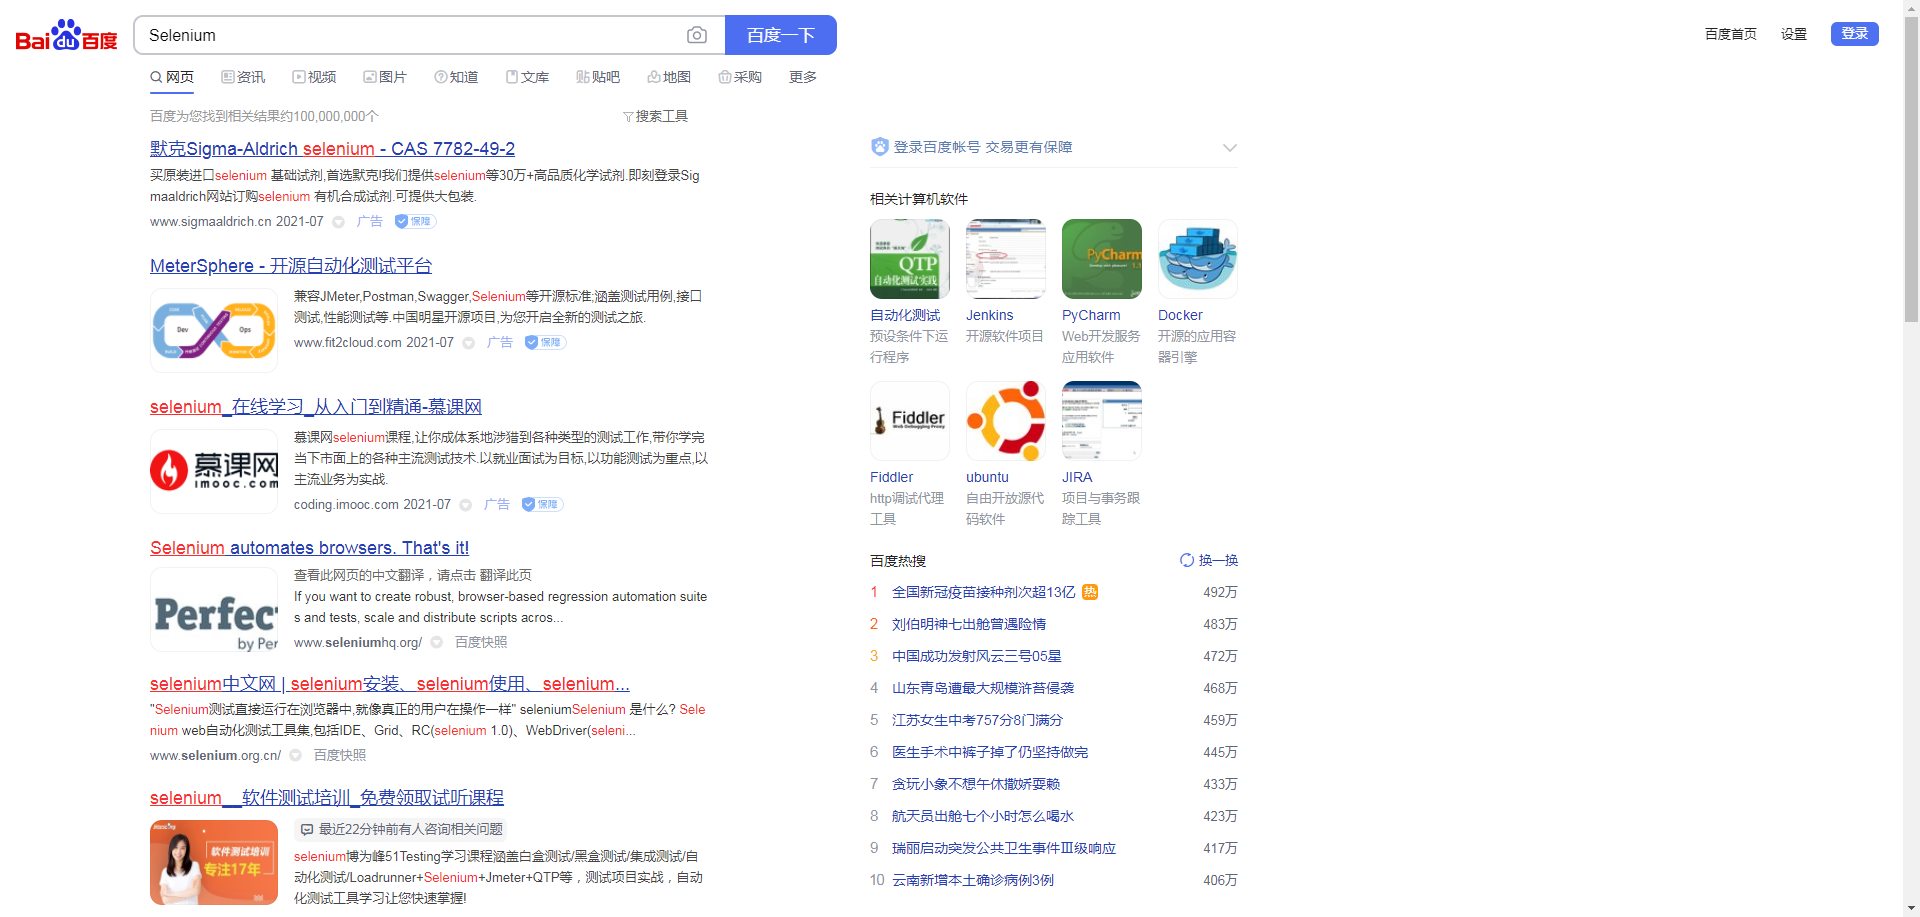 Bai du 百度
Selenium
百度一下
百度首页 设置 登录
网页 资讯 视频 图片 知道 文库 贴吧 地图 采购 更多
百度为您找到相关结果约100,000,000个
搜索工具
默克Sigma-Aldrich selenium - CAS 7782-49-2
买原装进口selenium 基础试剂,首选默克!我们提供selenium等30万+高品质化学试剂.即刻登录Sig
maaldrich网站订购selenium 有机合成试剂.可提供大包装.
www.sigmaaldrich.cn 2021-07 广告 保障
MeterSphere - 开源自动化测试平台
Dev Ops
兼容JMeter,Postman,Swagger,Selenium等开源标准;涵盖测试用例,接口
测试,性能测试等.中国明星开源项目,为您开启全新的测试之旅.
www.fit2cloud.com 2021-07 广告 保障
selenium_在线学习_从入门到精通-慕课网
慕课网
imooc.com
慕课网selenium课程,让你成体系地涉猎到各种类型的测试工作,带你学完
当下市面上的各种主流测试技术.以就业面试为目标,以功能测试为重点,以
主流业务为实战.
coding.imooc.com 2021-07 广告 保障
Selenium automates browsers. That's it!
Perfec
by Per
查看此网页的中文翻译，请点击 翻译此页
If you want to create robust, browser-based regression automation suite
s and tests, scale and distribute scripts acros...
www.seleniumhq.org/ 百度快照
selenium中文网 | selenium安装、selenium使用、selenium...
"Selenium测试直接运行在浏览器中,就像真正的用户在操作一样" seleniumSelenium 是什么? Sele
nium web自动化测试工具集,包括IDE、Grid、RC(selenium 1.0)、WebDriver(seleni...
www.selenium.org.cn/ 百度快照
selenium__软件测试培训_免费领取试听课程
软件测试培训
专注17年
最近22分钟前有人咨询相关问题
selenium博为峰51Testing学习课程涵盖白盒测试/黑盒测试/集成测试/自
动化测试/Loadrunner+Selenium+Jmeter+QTP等，测试项目实战，自动
化测试工具学习让您快速掌握!
登录百度帐号 交易更有保障
相关计算机软件
QTP
自动化测试实践
PyCharm
自动化测试 Jenkins PyCharm Docker
预设条件下运 开源软件项目 Web开发服务 开源的应用容
行程序 应用软件 器引擎
Fiddler
Web Debugging Proxy
Fiddler ubuntu JIRA
http调试代理 自由开放源代 项目与事务跟
工具 码软件 踪工具
百度热搜 换一换
1 全国新冠疫苗接种剂次超13亿 热 492万
2 刘伯明神七出舱曾遇险情 483万
3 中国成功发射风云三号05星 472万
4 山东青岛遭最大规模浒苔侵袭 468万
5 江苏女生中考757分8门满分 459万
6 医生手术中裤子掉了仍坚持做完 445万
7 贪玩小象不想午休撒娇耍赖 433万
8 航天员出舱七个小时怎么喝水 423万
9 瑞丽启动突发公共卫生事件Ⅲ级响应 417万
10 云南新增本土确诊病例3例 406万